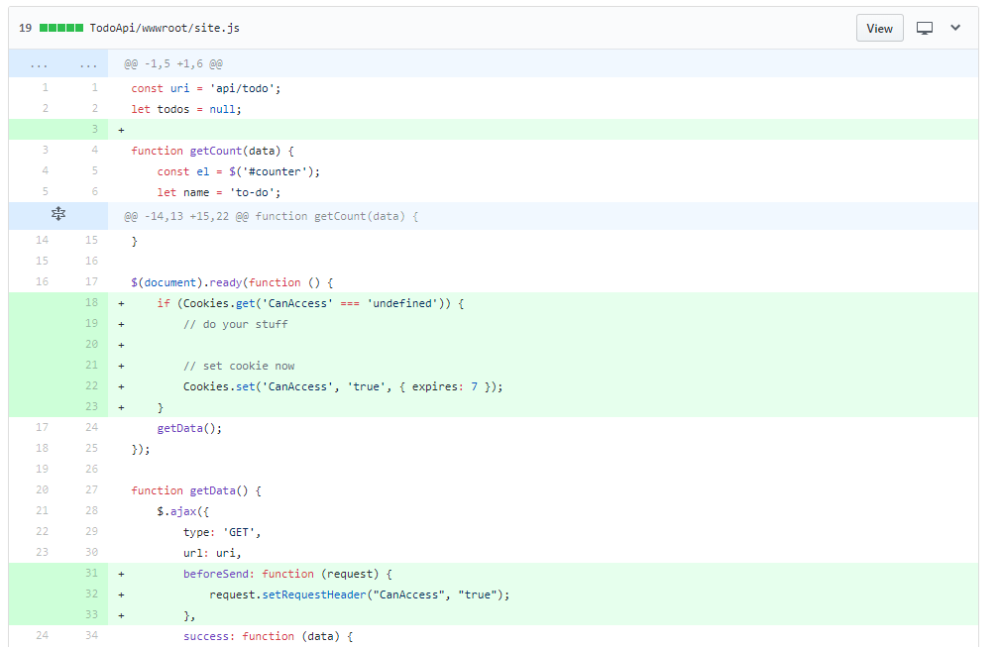 19 TodoApi/wwwroot/site.js View
... ... @@ -1,5 +1,6 @@
1 1 const uri = 'api/todo';
2 2 let todos = null;
3 +
3 4 function getCount(data) {
4 5 const el = $('#counter');
5 6 let name = 'to-do';
@@ -14,13 +15,22 @@ function getCount(data) {
14 15 }
15 16
16 17 $(document).ready(function () {
18 + if (Cookies.get('CanAccess' === 'undefined')) {
19 + // do your stuff
20 +
21 + // set cookie now
22 + Cookies.set('CanAccess', 'true', { expires: 7 });
23 + }
17 24 getData();
18 25 });
19 26
20 27 function getData() {
21 28 $.ajax({
22 29 type: 'GET',
23 30 url: uri,
31 + beforeSend: function (request) {
32 + request.setRequestHeader("CanAccess", "true");
33 + },
24 34 success: function (data) {